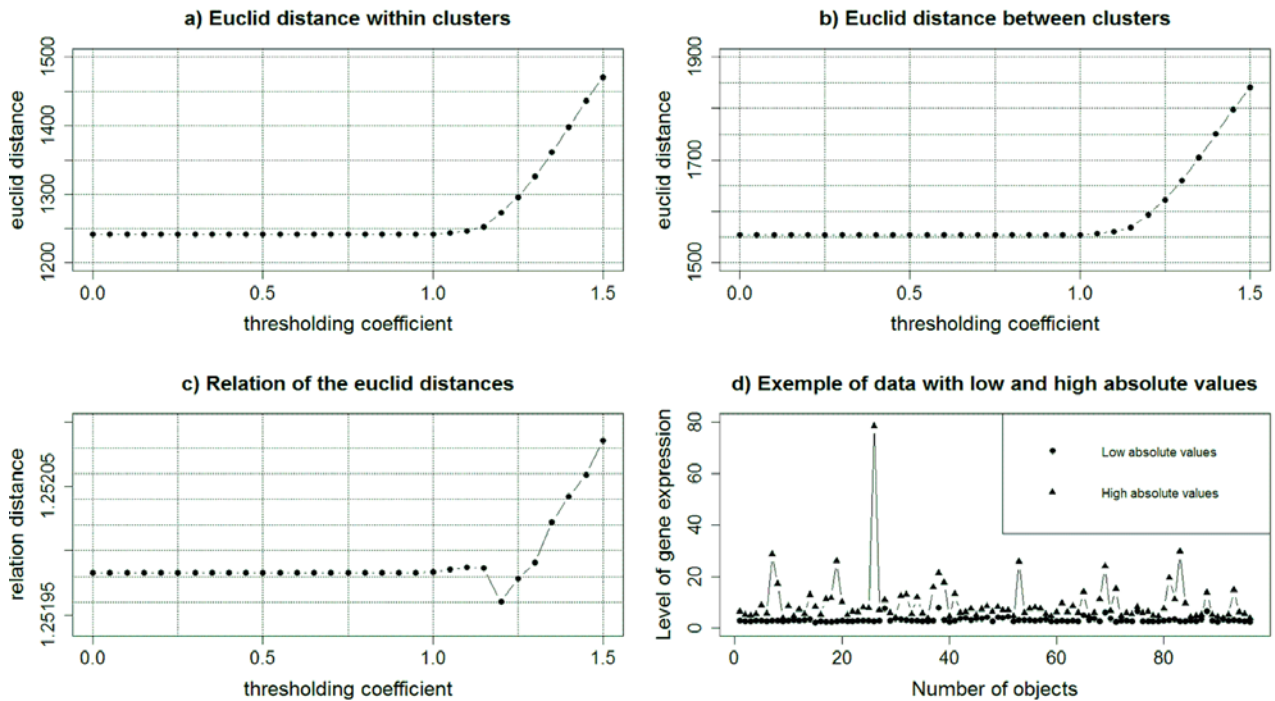 a) Euclid distance within clusters
euclid distance
1200 1300 1400 1500
0.0 0.5 1.0 1.5
thresholding coefficient
b) Euclid distance between clusters
euclid distance
1500 1700 1900
0.0 0.5 1.0 1.5
thresholding coefficient
c) Relation of the euclid distances
relation distance
1.25195 1.25205
0.0 0.5 1.0 1.5
thresholding coefficient
d) Exemple of data with low and high absolute values
Level of gene expression
0 20 40 60 80
Low absolute values
High absolute values
0 20 40 60 80
Number of objects